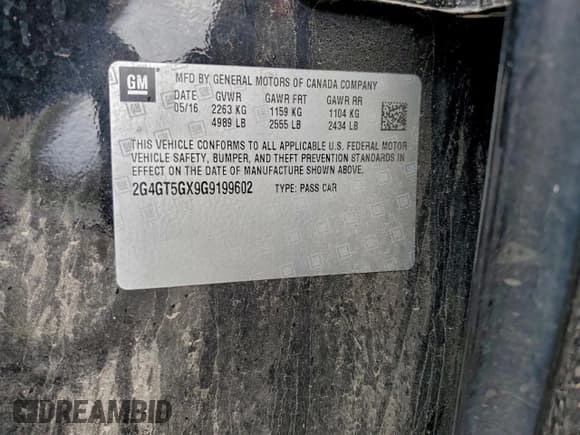 GM
MFD BY GENERAL MOTORS OF CANADA COMPANY
DATE GVWR GAWR FRT GAWR RR
05/16 2263 KG 1159 KG 1104 KG
4989 LB 2555 LB 2434 LB
THIS VEHICLE CONFORMS TO ALL APPLICABLE U.S. FEDERAL MOTOR
VEHICLE SAFETY, BUMPER, AND THEFT PREVENTION STANDARDS IN
EFFECT ON THE DATE OF MANUFACTURE SHOWN ABOVE.
2G4GT5GX9G9199602 TYPE: PASS CAR
DREAMBID